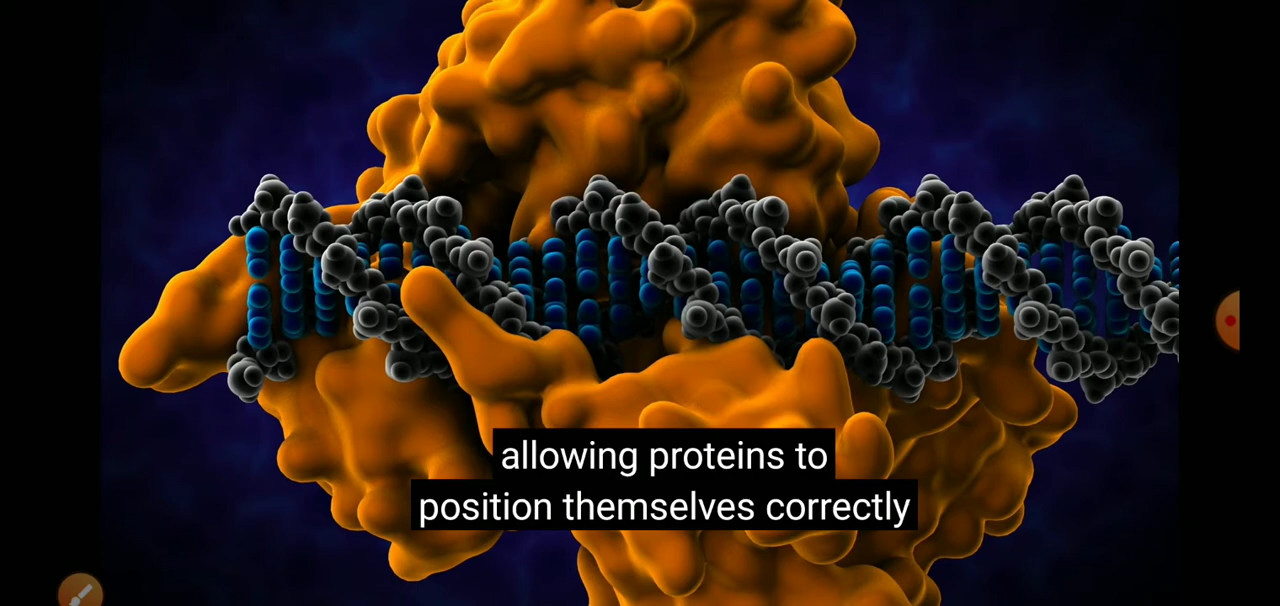 allowing proteins to
position themselves correctly